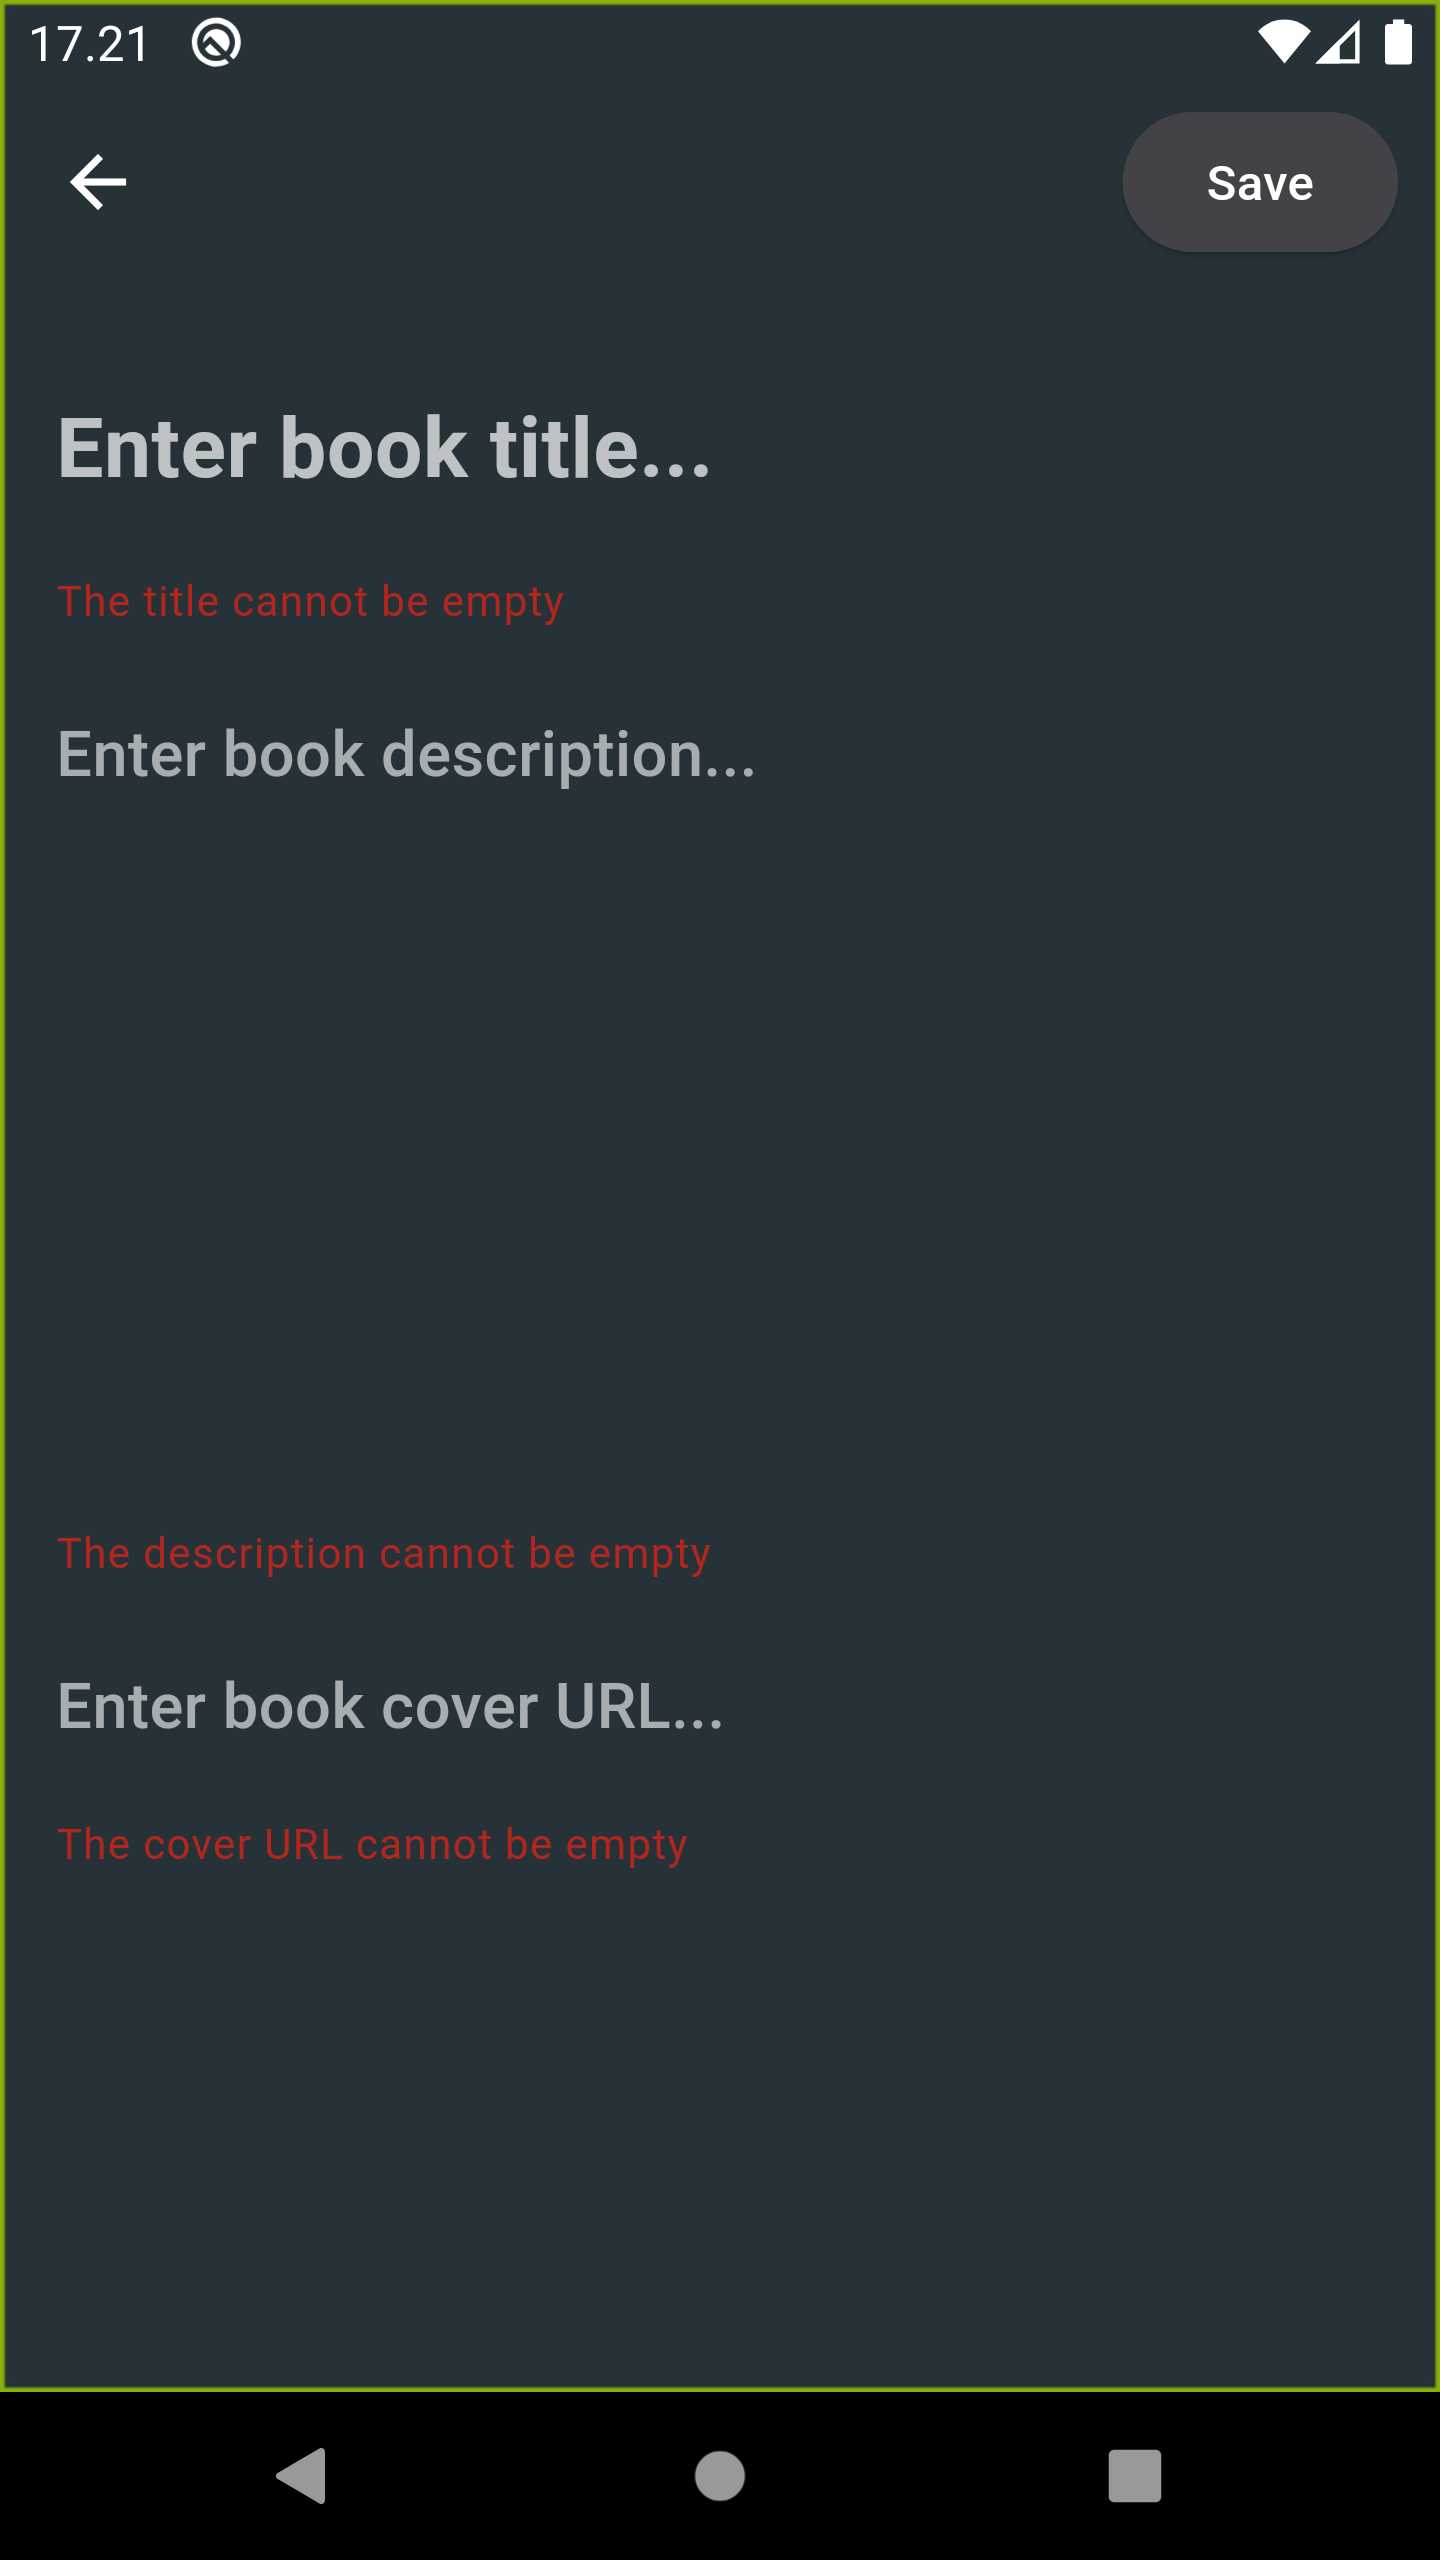 17.21
Save
Enter book title...
The title cannot be empty
Enter book description...
The description cannot be empty
Enter book cover URL...
The cover URL cannot be empty